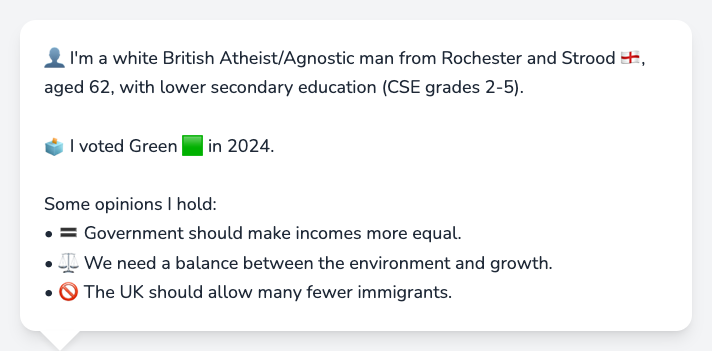 👤 I'm a white British Atheist/Agnostic man from Rochester and Strood 🏴󠁧󠁢󠁥󠁮󠁧󠁿,
aged 62, with lower secondary education (CSE grades 2-5).
🗳️ I voted Green 🟩 in 2024.
Some opinions I hold:
• 🟰 Government should make incomes more equal.
• ⚖️ We need a balance between the environment and growth.
• 🚫 The UK should allow many fewer immigrants.